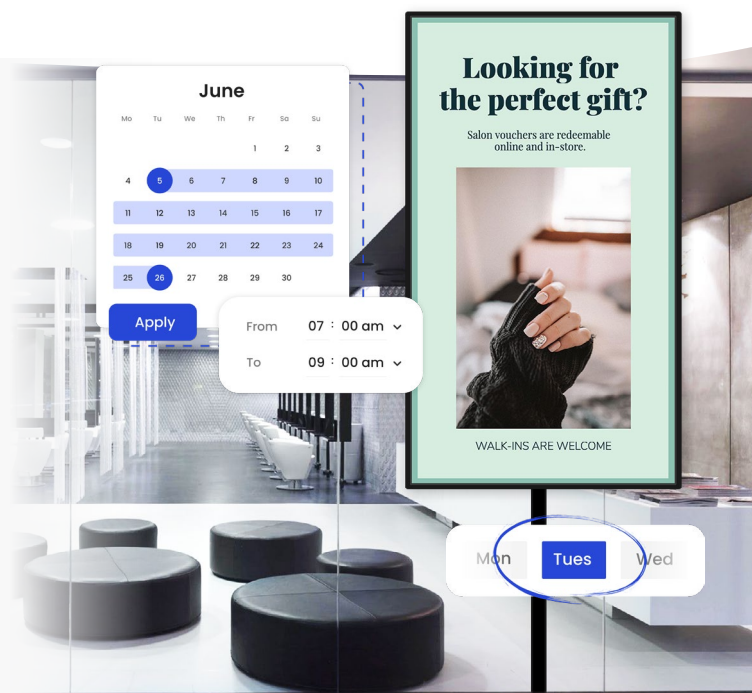 June
Mo Tu We Th Fr Sa Su
1 2 3
4 5 6 7 8 9 10
11 12 13 14 15 16 17
18 19 20 21 22 23 24
25 26 27 28 29 30
Apply
From 07 : 00 am
To 09 : 00 am
Looking for
the perfect gift?
Salon vouchers are redeemable
online and in-store.
WALK-INS ARE WELCOME
Mon Tues Wed